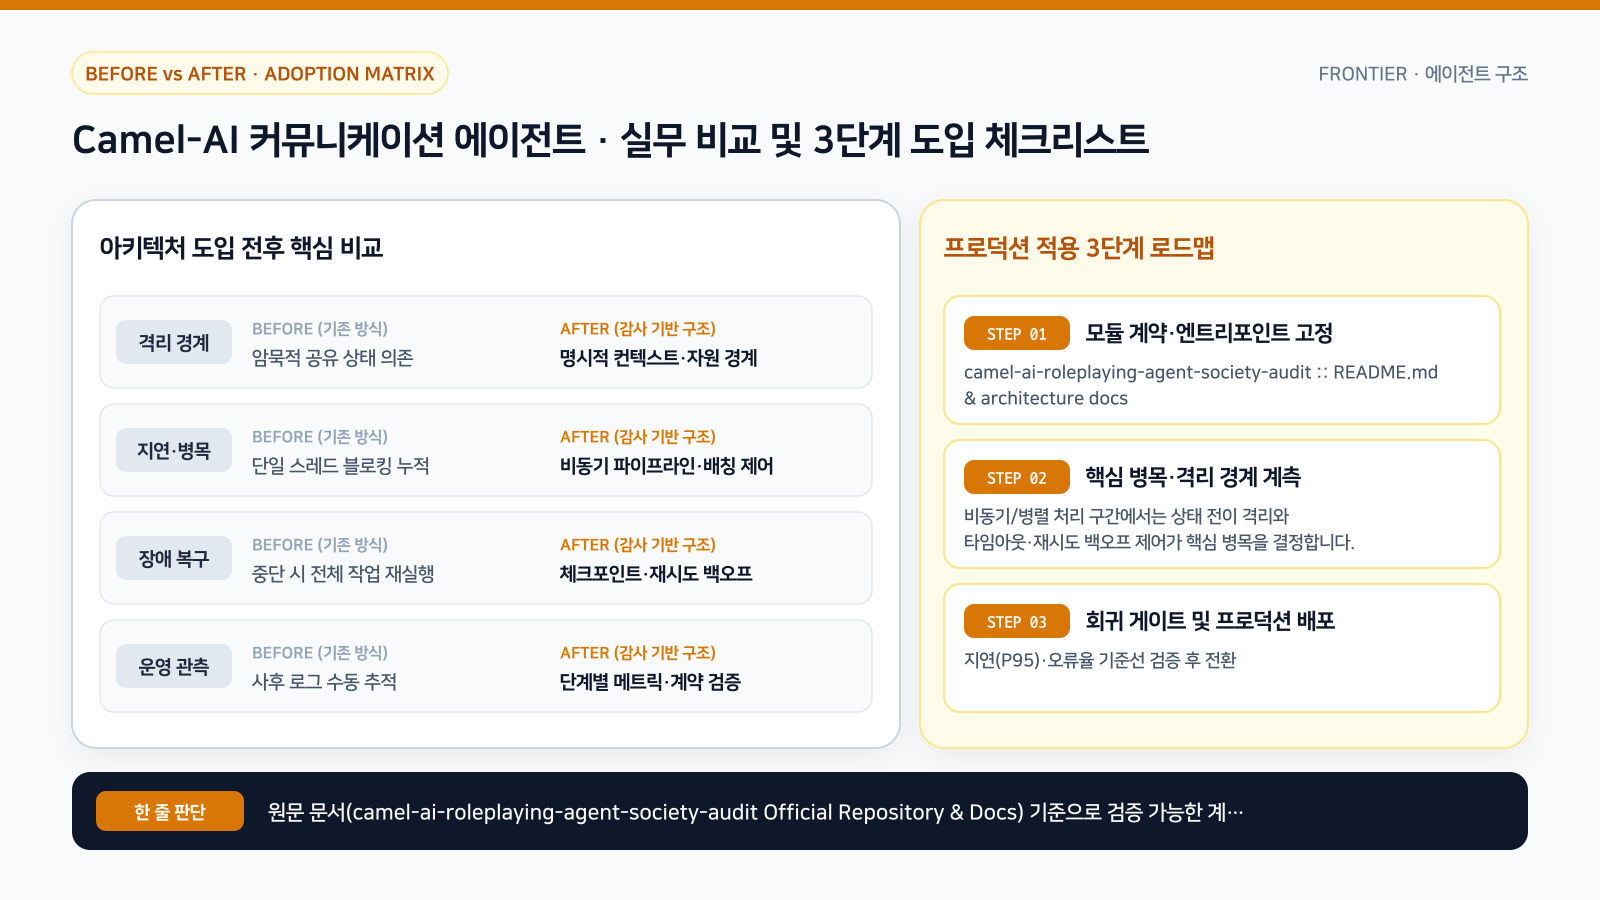 BEFORE vs AFTER · ADOPTION MATRIX
FRONTIER · 에이전트 구조
Camel-AI 커뮤니케이션 에이전트 · 실무 비교 및 3단계 도입 체크리스트
아키텍처 도입 전후 핵심 비교
격리 경계
BEFORE (기존 방식)
암묵적 공유 상태 의존
AFTER (감사 기반 구조)
명시적 컨텍스트·자원 경계
지연·병목
BEFORE (기존 방식)
단일 스레드 블로킹 누적
AFTER (감사 기반 구조)
비동기 파이프라인·배칭 제어
장애 복구
BEFORE (기존 방식)
중단 시 전체 작업 재실행
AFTER (감사 기반 구조)
체크포인트·재시도 백오프
운영 관측
BEFORE (기존 방식)
사후 로그 수동 추적
AFTER (감사 기반 구조)
단계별 메트릭·계약 검증
프로덕션 적용 3단계 로드맵
STEP 01 모듈 계약·엔트리포인트 고정
camel-ai-roleplaying-agent-society-audit :: README.md
& architecture docs
STEP 02 핵심 병목·격리 경계 계측
비동기/병렬 처리 구간에서는 상태 전이 격리와
타임아웃·재시도 백오프 제어가 핵심 병목을 결정합니다.
STEP 03 회귀 게이트 및 프로덕션 배포
지연(P95)·오류율 기준선 검증 후 전환
한 줄 판단
원문 문서(camel-ai-roleplaying-agent-society-audit Official Repository & Docs) 기준으로 검증 가능한 계…